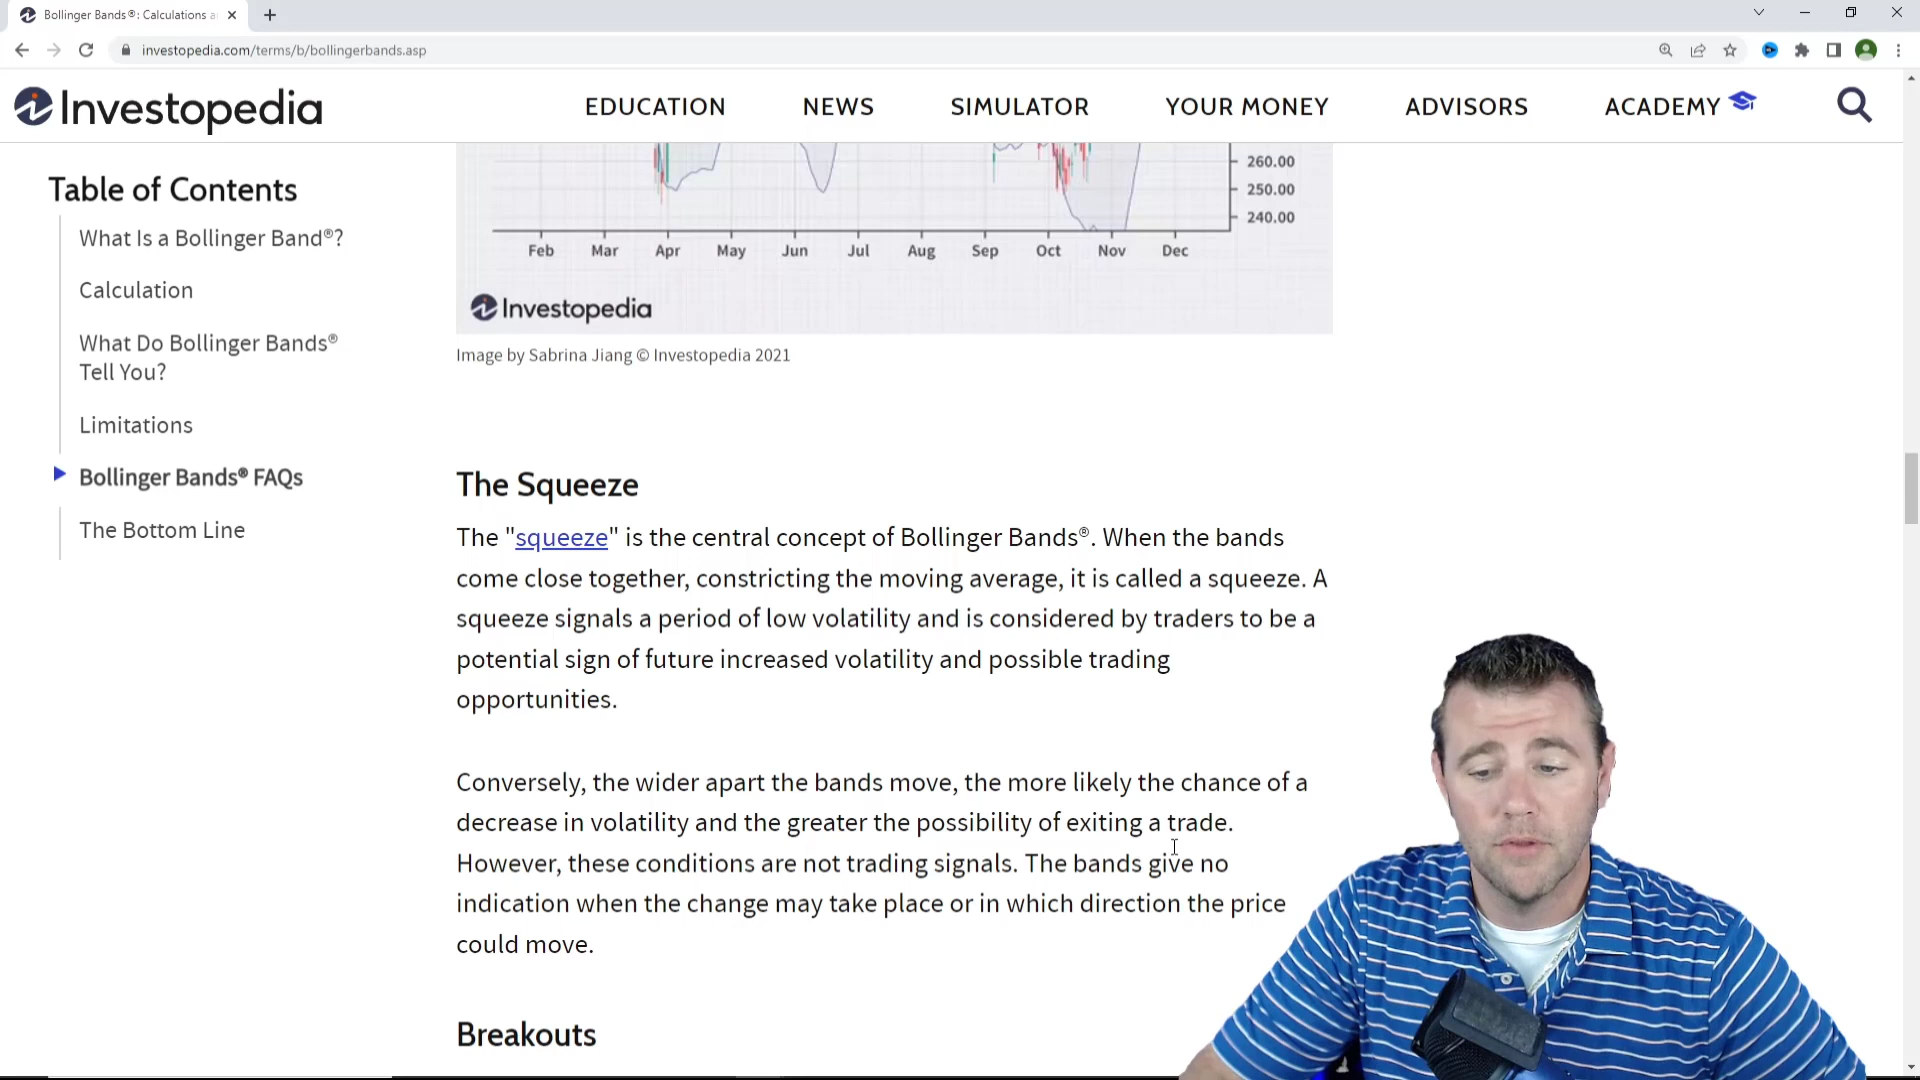 Bollinger Bands®: Calculations a
investopedia.com/terms/b/bollingerbands.asp
Investopedia
EDUCATION NEWS SIMULATOR YOUR MONEY ADVISORS ACADEMY
Table of Contents
What Is a Bollinger Band®?
Calculation
What Do Bollinger Bands®
Tell You?
Limitations
Bollinger Bands® FAQs
The Bottom Line
260.00
250.00
240.00
Feb Mar Apr May Jun Jul Aug Sep Oct Nov Dec
Investopedia
Image by Sabrina Jiang © Investopedia 2021
The Squeeze
The "squeeze" is the central concept of Bollinger Bands®. When the bands
come close together, constricting the moving average, it is called a squeeze. A
squeeze signals a period of low volatility and is considered by traders to be a
potential sign of future increased volatility and possible trading
opportunities.
Conversely, the wider apart the bands move, the more likely the chance of a
decrease in volatility and the greater the possibility of exiting a trade.
However, these conditions are not trading signals. The bands give no
indication when the change may take place or in which direction the price
could move.
Breakouts